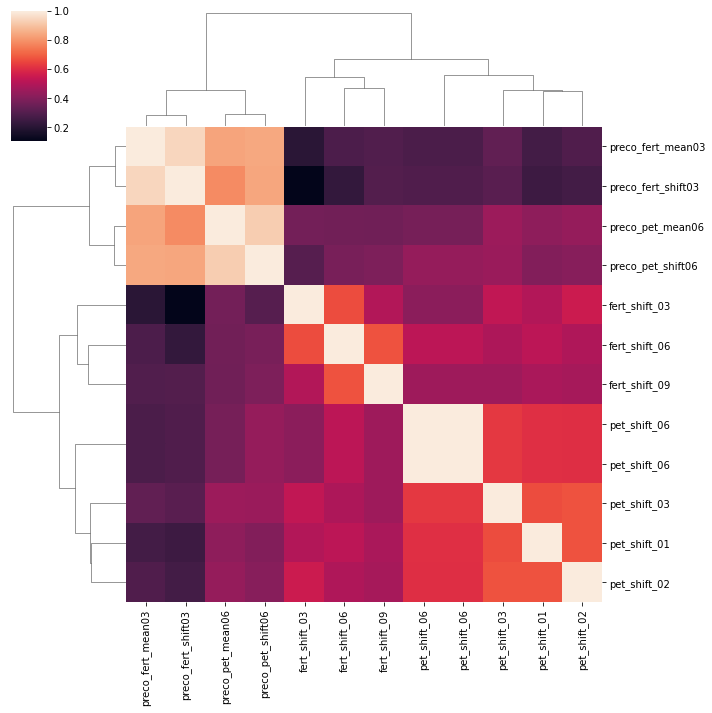 1.0
0.8
0.6
0.4
0.2
preco_fert_mean03
preco_fert_shift03
preco_pet_mean06
preco_pet_shift06
fert_shift_03
fert_shift_06
fert_shift_09
pet_shift_06
pet_shift_06
pet_shift_03
pet_shift_01
pet_shift_02
preco_fert_mean03
preco_fert_shift03
preco_pet_mean06
preco_pet_shift06
fert_shift_03
fert_shift_06
fert_shift_09
pet_shift_06
pet_shift_06
pet_shift_03
pet_shift_01
pet_shift_02